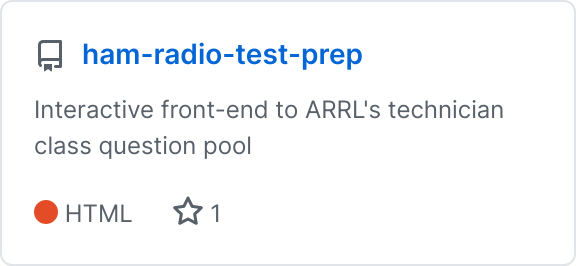 ham-radio-test-prep
Interactive front-end to ARRL's technician
class question pool
HTML 1